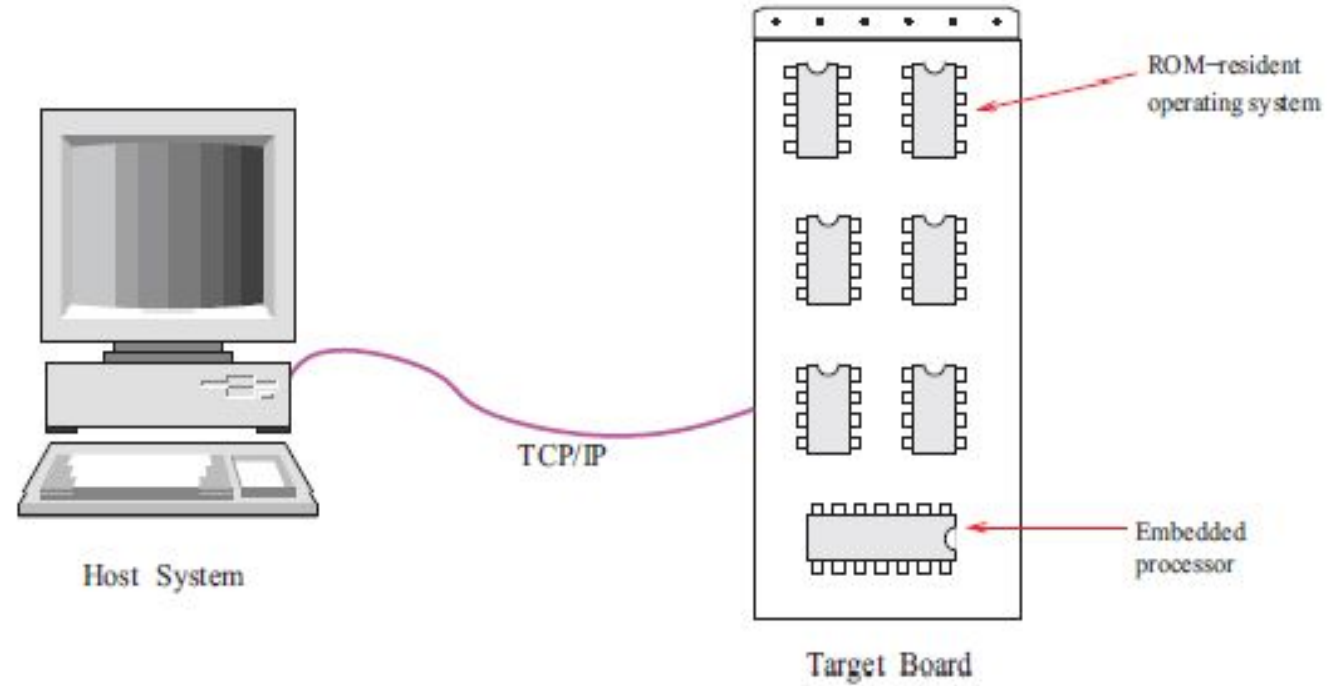 ROM-resident
operating system
TCP/IP
Embedded
processor
Host System
Target Board